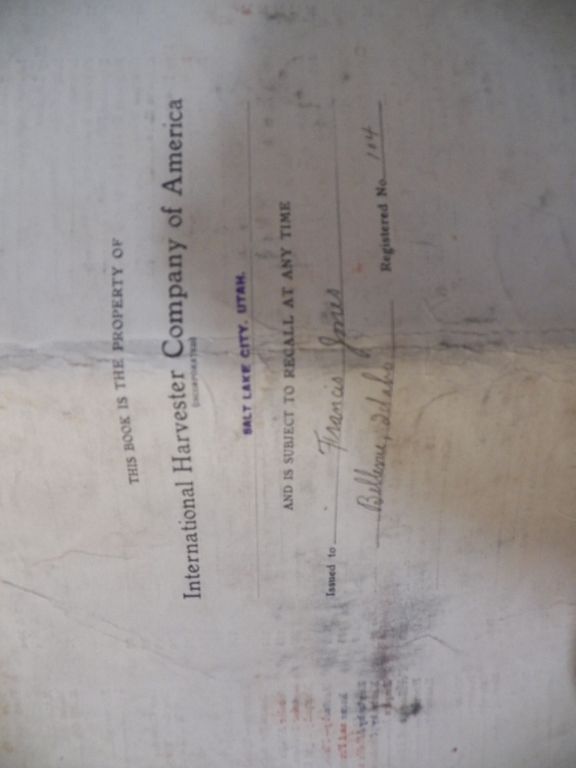 THIS BOOK IS THE PROPERTY OF
International Harvester Company of America
(INCORPORATED)
SALT LAKE CITY, UTAH.
AND IS SUBJECT TO RECALL AT ANY TIME
Issued to Francis Jones
Bellevue, Idaho Registered No. 104